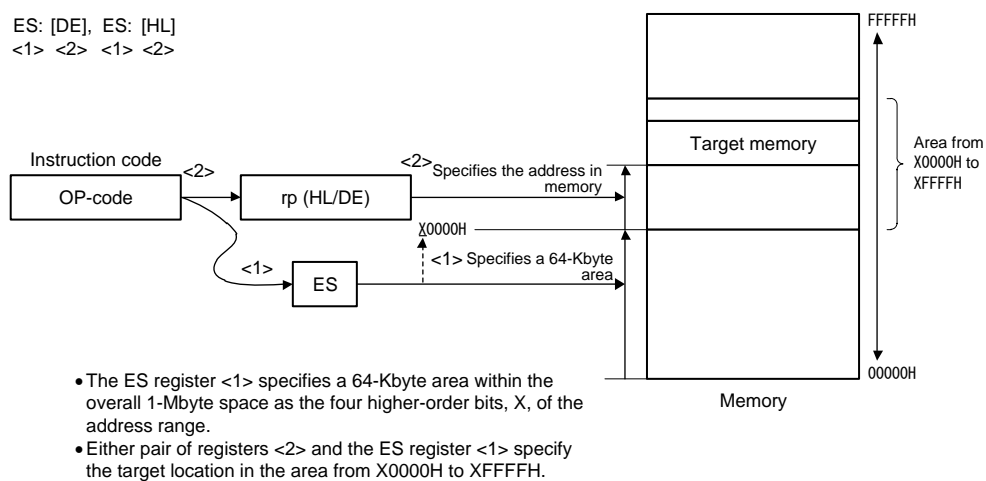 ES: [DE], ES: [HL]
<1> <2> <1> <2>
FFFFFH
Target memory
Area from
X0000H to
XFFFFH
Instruction code
<2>
OP-code
rp (HL/DE)
<2>
Specifies the address in
memory
X0000H
<1>
ES
<1> Specifies a 64-Kbyte
area
00000H
Memory
• The ES register <1> specifies a 64-Kbyte area within the
overall 1-Mbyte space as the four higher-order bits, X, of the
address range.
• Either pair of registers <2> and the ES register <1> specify
the target location in the area from X0000H to XFFFFH.